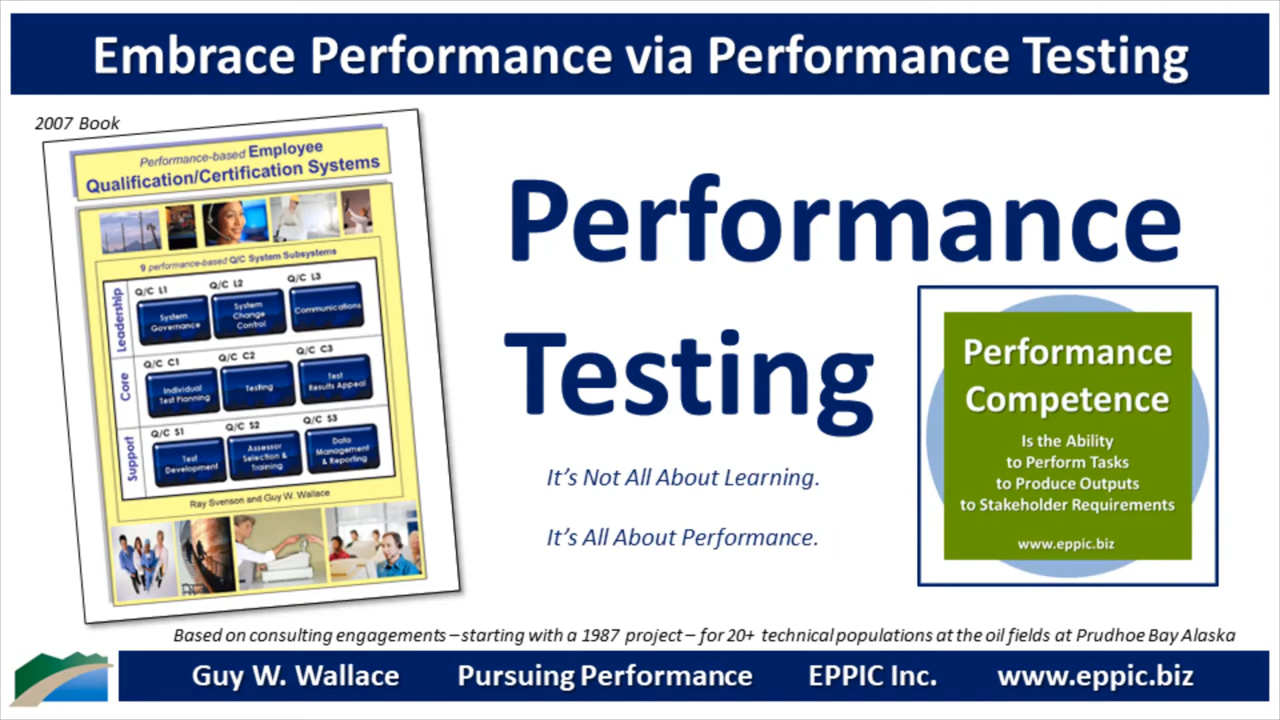 Embrace Performance via Performance Testing
2007 Book
Performance-based Employee
Qualification/Certification Systems
9 performance-based Q/C System Subsystems
Leadership
Q/C L1
Q/C L2
Q/C L3
System
Governance
System
Change
Control
Communications
Core
Q/C C1
Q/C C2
Q/C C3
Individual
Test Planning
Testing
Test
Results Appeal
Support
Q/C S1
Q/C S2
Q/C S3
Test
Development
Assessor
Selection &
Training
Data
Management
& Reporting
Ray Svenson and Guy W. Wallace
Performance
Testing
It's Not All About Learning.
It's All About Performance.
Performance
Competence
Is the Ability
to Perform Tasks
to Produce Outputs
to Stakeholder Requirements
www.eppic.biz
Based on consulting engagements – starting with a 1987 project – for 20+ technical populations at the oil fields at Prudhoe Bay Alaska
Guy W. Wallace Pursuing Performance EPPIC Inc. www.eppic.biz